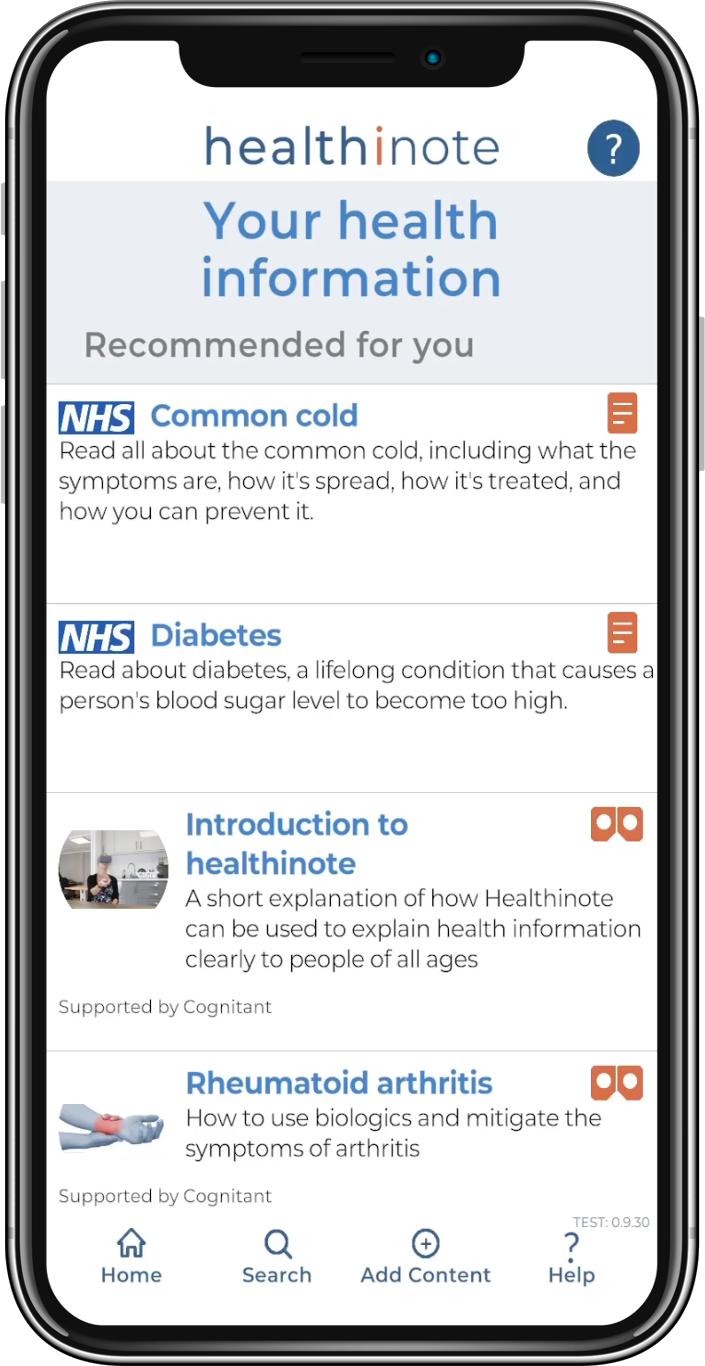 healthinote
?
Your health
information
Recommended for you
NHS Common cold
Read all about the common cold, including what the
symptoms are, how it's spread, how it's treated, and
how you can prevent it.
NHS Diabetes
Read about diabetes, a lifelong condition that causes a
person's blood sugar level to become too high.
Introduction to
healthinote
A short explanation of how Healthinote
can be used to explain health information
clearly to people of all ages
Supported by Cognitant
Rheumatoid arthritis
How to use biologics and mitigate the
symptoms of arthritis
Supported by Cognitant
TEST: 0.9.30
?
Home Search Add Content Help